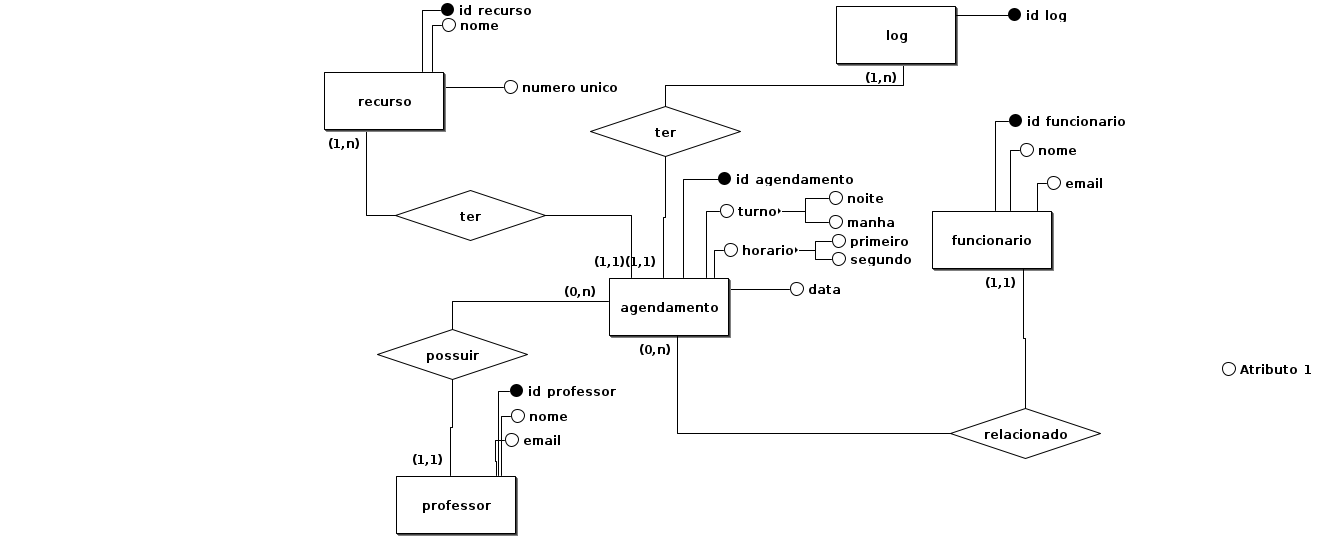 id recurso
nome
id log
log
(1,n)
numero unico
recurso
(1,n)
ter
id funcionario
nome
email
id agendamento
noite
turno
manha
ter
primeiro
horario
segundo
funcionario
(1,1)(1,1)
(1,1)
(0,n)
data
agendamento
(0,n)
possuir
Atributo 1
id professor
nome
email
relacionado
(1,1)
professor